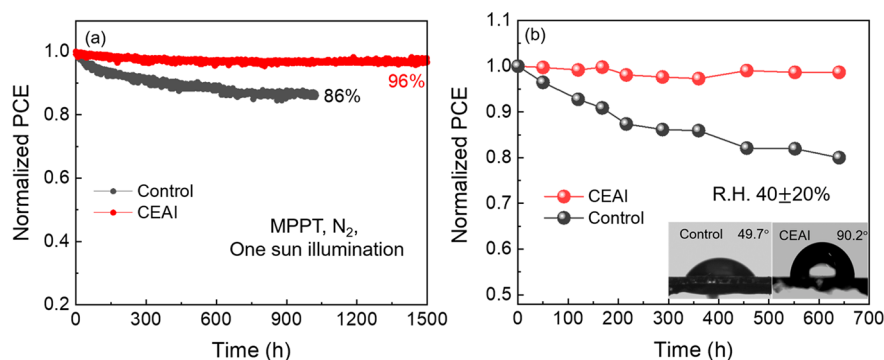 (a)
1.0
0.8
0.6
0.4
0.2
Normalized PCE
96%
86%
Control
CEAI
MPPT, N₂,
One sun illumination
0 300 600 900 1200 1500
Time (h)
(b)
1.1
1.0
0.9
0.8
0.7
0.6
0.5
Normalized PCE
CEAI
Control
R.H. 40±20%
Control 49.7°
CEAI 90.2°
0 100 200 300 400 500 600 700
Time (h)